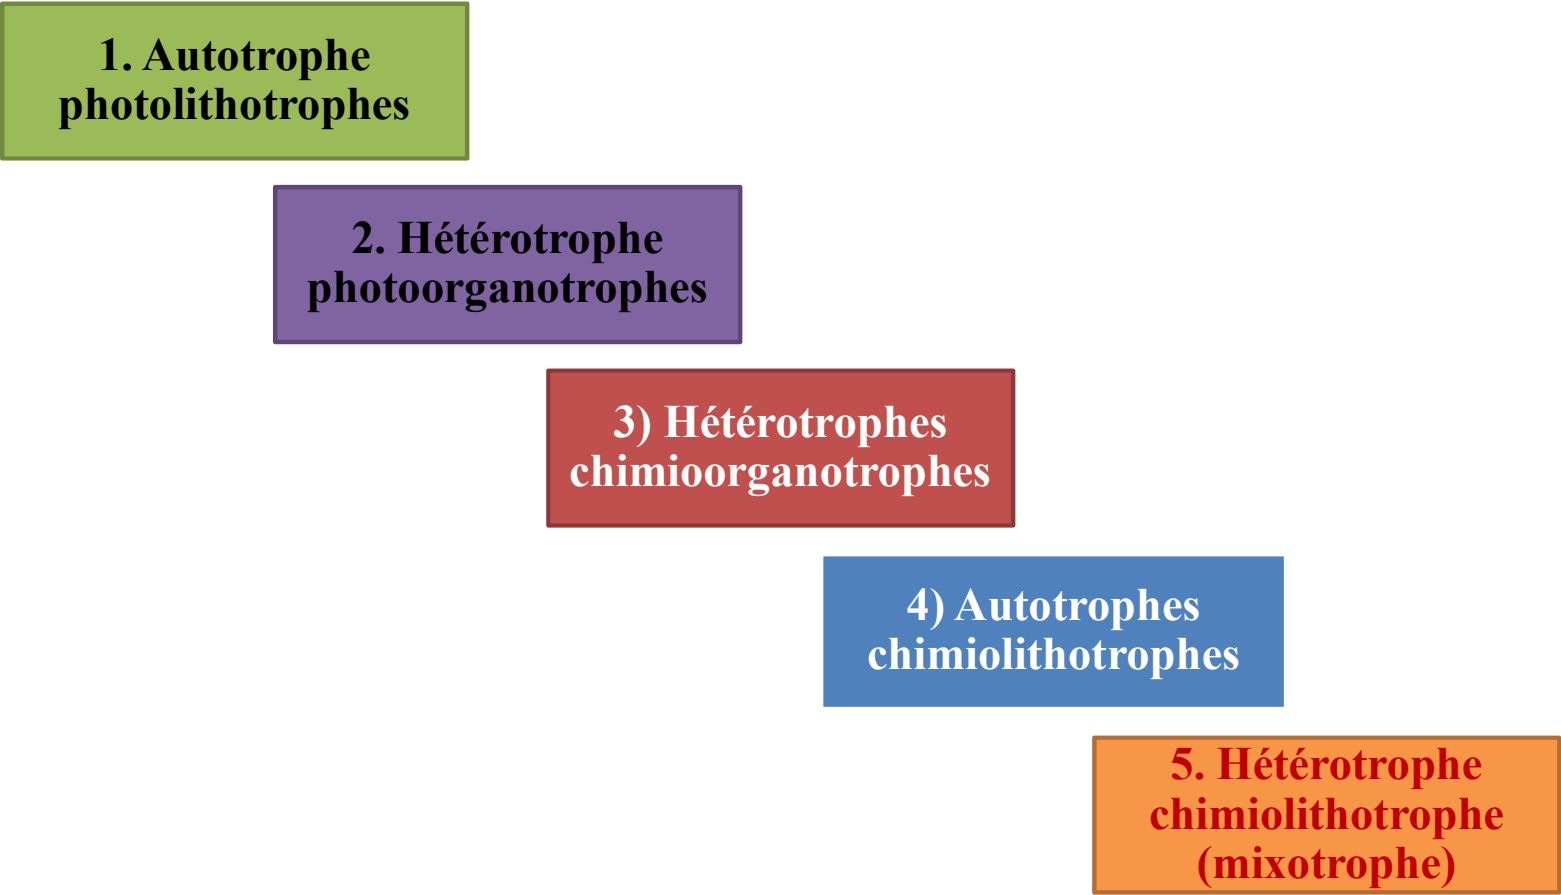 1. Autotrophe
photolithotrophes
2. Hétérotrophe
photoorganotrophes
3) Hétérotrophes
chimioorganotrophes
4) Autotrophes
chimiolithotrophes
5. Hétérotrophe
chimiolithotrophe
(mixotrophe)